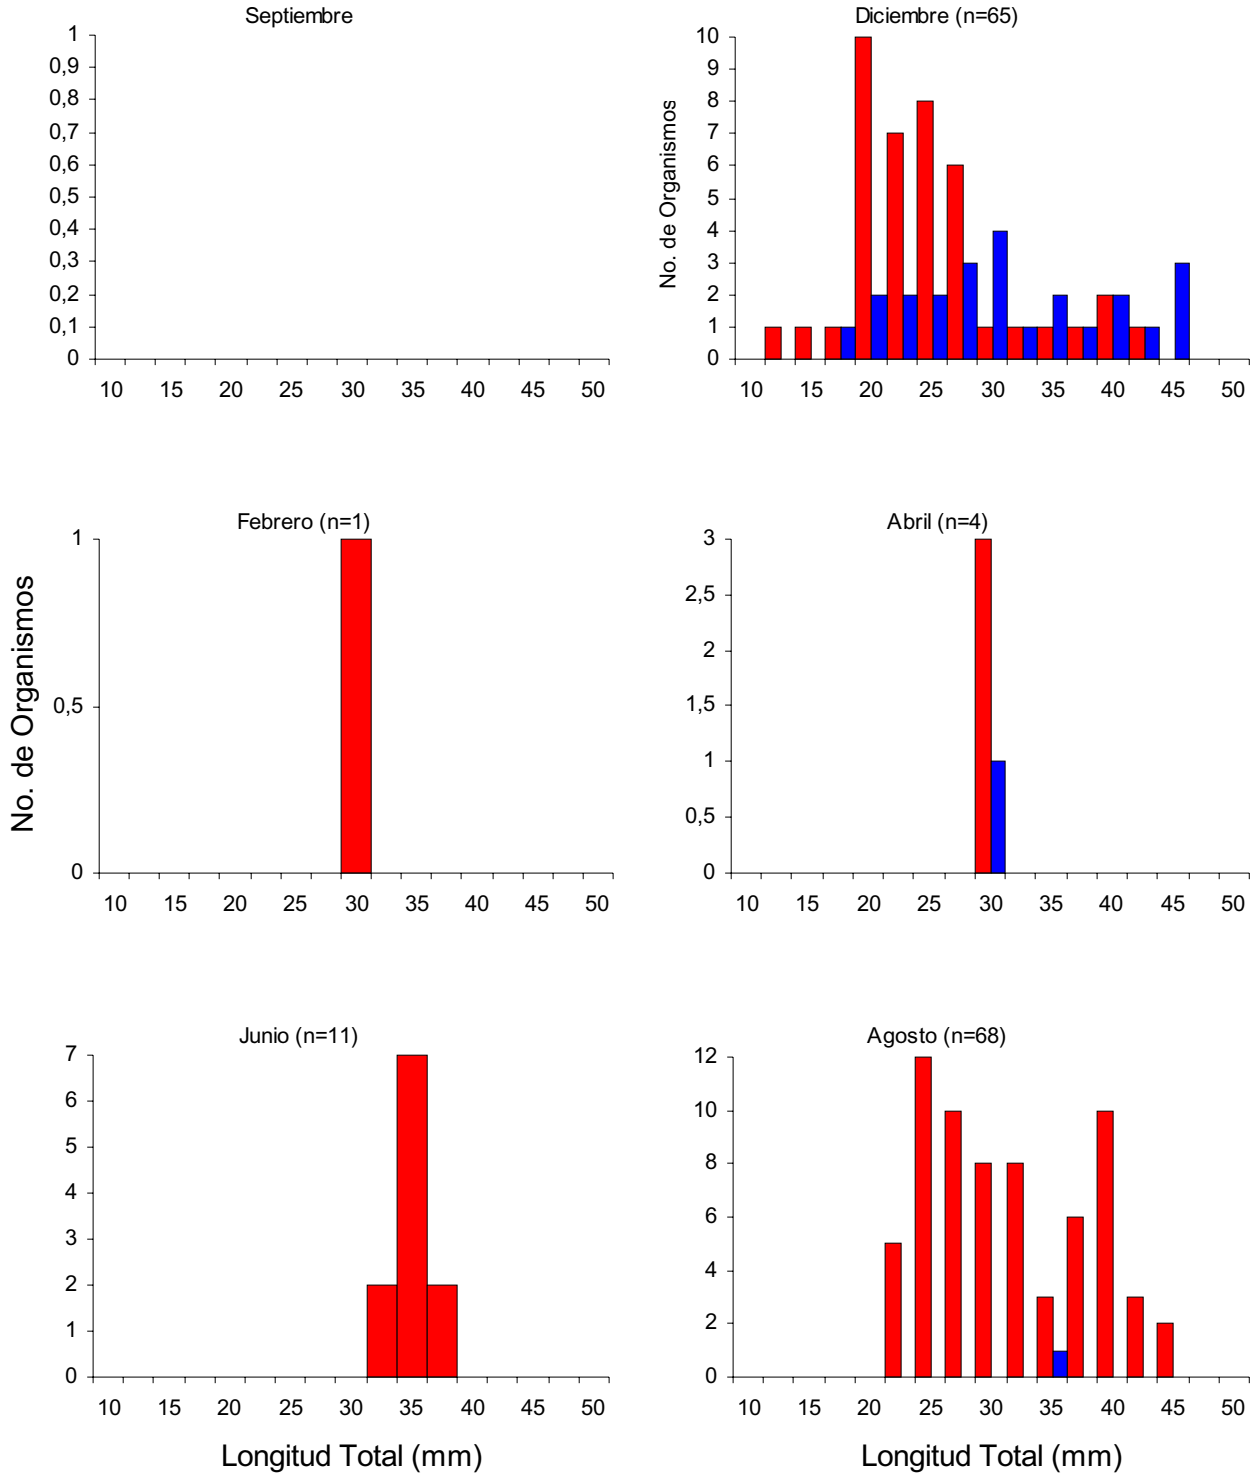 Septiembre
1
0,9
0,8
0,7
0,6
0,5
0,4
0,3
0,2
0,1
0
10 15 20 25 30 35 40 45 50
Diciembre (n=65)
No. de Organismos
10
9
8
7
6
5
4
3
2
1
0
10 15 20 25 30 35 40 45 50
No. de Organismos
Febrero (n=1)
1
0,5
0
10 15 20 25 30 35 40 45 50
Abril (n=4)
3
2,5
2
1,5
1
0,5
0
10 15 20 25 30 35 40 45 50
Junio (n=11)
7
6
5
4
3
2
1
0
10 15 20 25 30 35 40 45 50
Longitud Total (mm)
Agosto (n=68)
12
10
8
6
4
2
0
10 15 20 25 30 35 40 45 50
Longitud Total (mm)